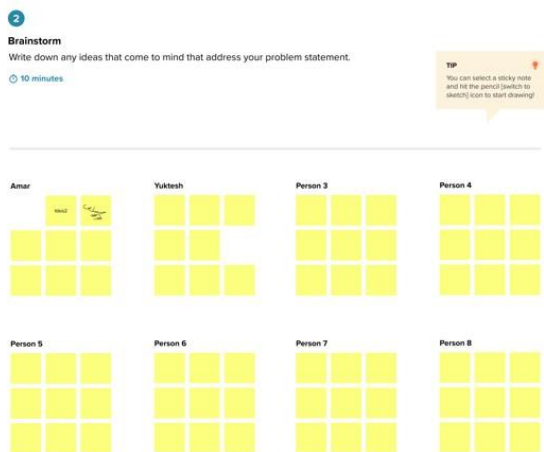 2
Brainstorm
Write down any ideas that come to mind that address your problem statement.
10 minutes
TIP
You can select a sticky note
and hit the pencil [switch to
sketch] icon to start drawing!
Amar
Yuktesh
Person 3
Person 4
Idea2
Person 5
Person 6
Person 7
Person 8